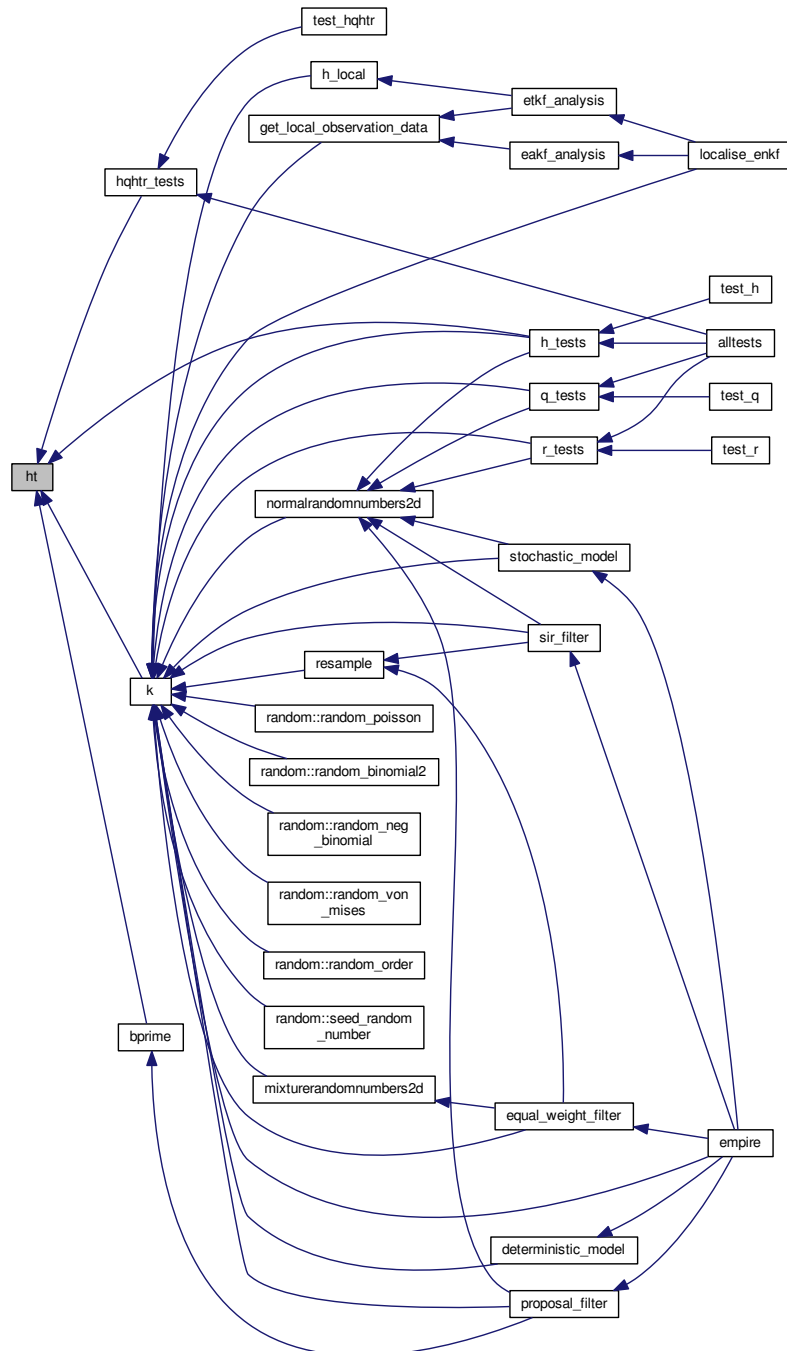 test_hqhtr
h_local
etkf_analysis
get_local_observation_data
eakf_analysis
localise_enkf
hqhtr_tests
test_h
h_tests
alltests
q_tests
test_q
r_tests
test_r
ht
normalrandomnumbers2d
stochastic_model
sir_filter
resample
k
random::random_poisson
random::random_binomial2
random::random_neg
_binomial
random::random_von
_mises
random::random_order
random::seed_random
_number
bprime
mixturerandomnumbers2d
equal_weight_filter
empire
deterministic_model
proposal_filter